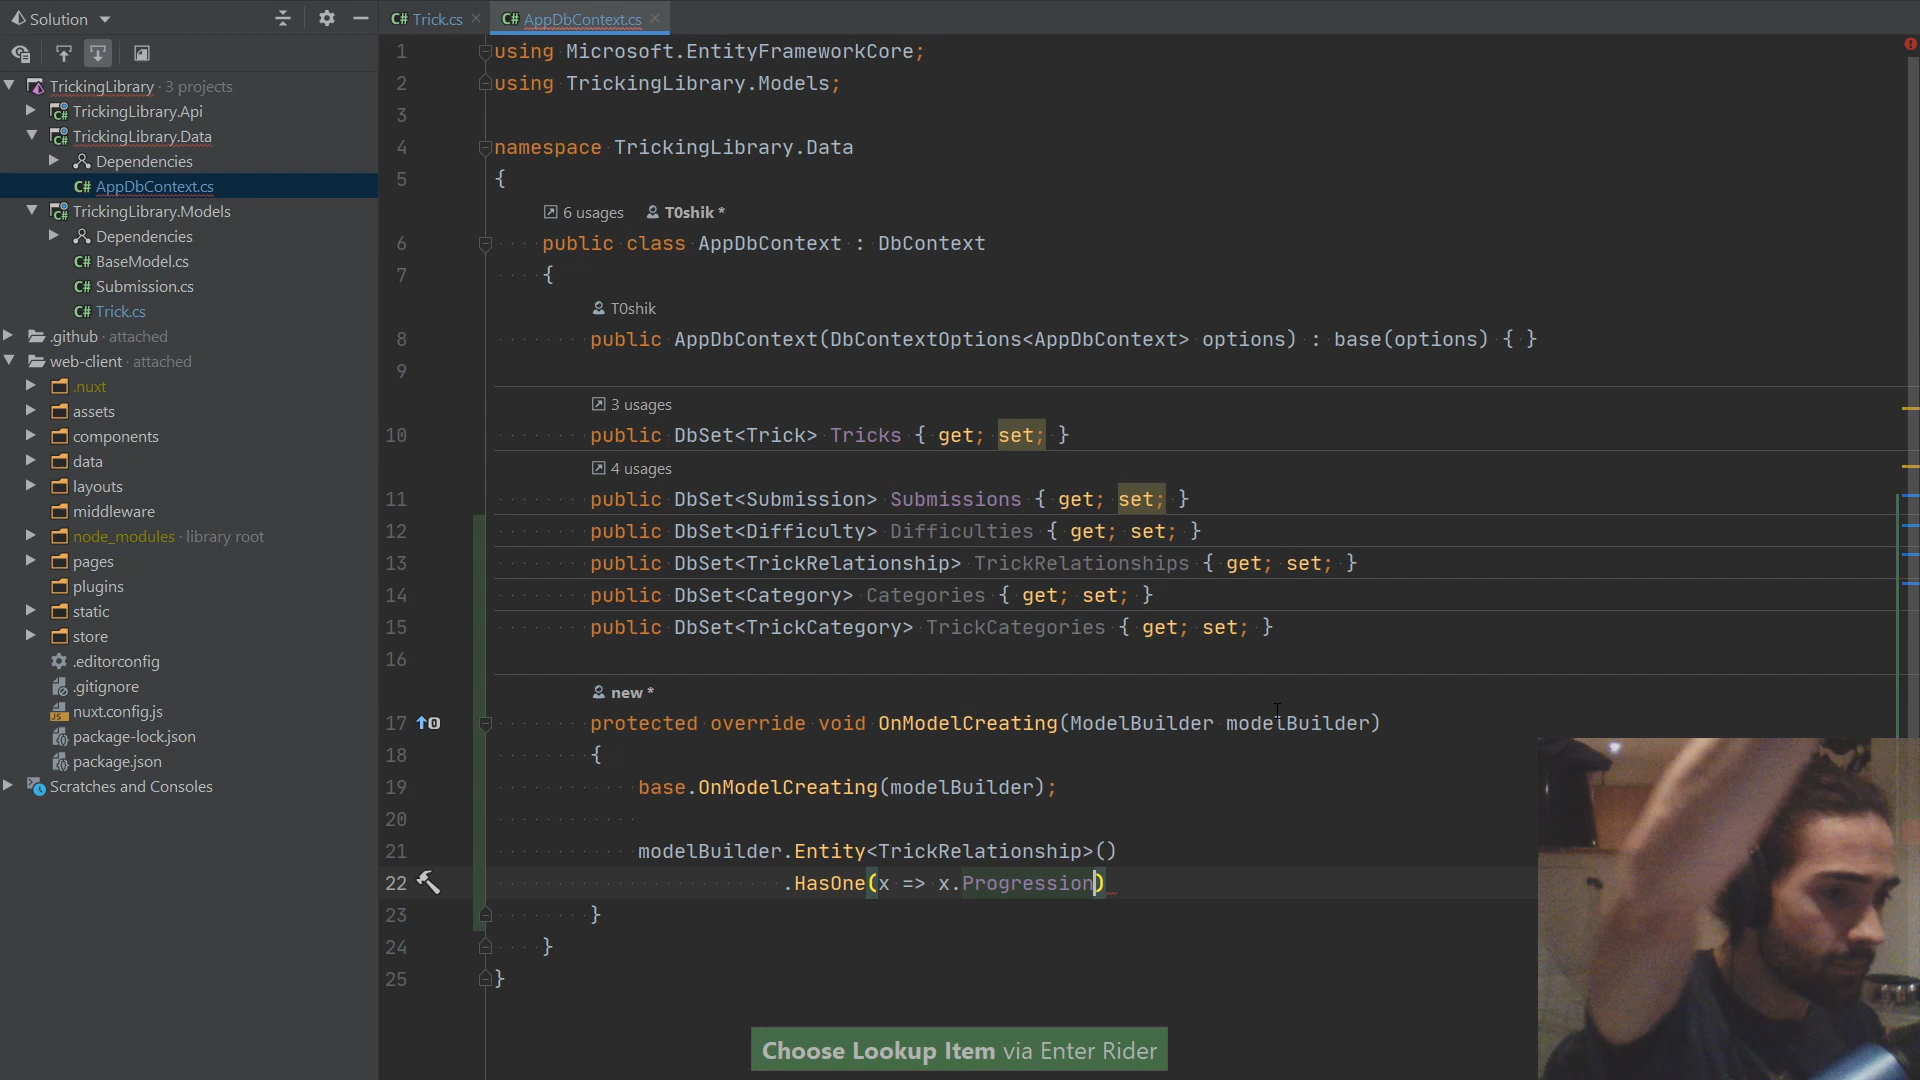 Solution
Trick.cs
AppDbContext.cs
TrickingLibrary · 3 projects
TrickingLibrary.Api
TrickingLibrary.Data
Dependencies
C# AppDbContext.cs
TrickingLibrary.Models
Dependencies
C# BaseModel.cs
C# Submission.cs
C# Trick.cs
.github · attached
web-client · attached
.nuxt
assets
components
data
layouts
middleware
node_modules · library root
pages
plugins
static
store
.editorconfig
.gitignore
nuxt.config.js
package-lock.json
package.json
Scratches and Consoles
1 using Microsoft.EntityFrameworkCore;
2 using TrickingLibrary.Models;
3
4 namespace TrickingLibrary.Data
5 {
6 usages T0shik *
6 public class AppDbContext : DbContext
7 {
T0shik
8 public AppDbContext(DbContextOptions<AppDbContext> options) : base(options) { }
9
3 usages
10 public DbSet<Trick> Tricks { get; set; }
4 usages
11 public DbSet<Submission> Submissions { get; set; }
12 public DbSet<Difficulty> Difficulties { get; set; }
13 public DbSet<TrickRelationship> TrickRelationships { get; set; }
14 public DbSet<Category> Categories { get; set; }
15 public DbSet<TrickCategory> TrickCategories { get; set; }
16
new *
17 protected override void OnModelCreating(ModelBuilder modelBuilder)
18 {
19 base.OnModelCreating(modelBuilder);
20
21 modelBuilder.Entity<TrickRelationship>()
22 .HasOne(x => x.Progression)
23 }
24 }
25 }
Choose Lookup Item via Enter Rider